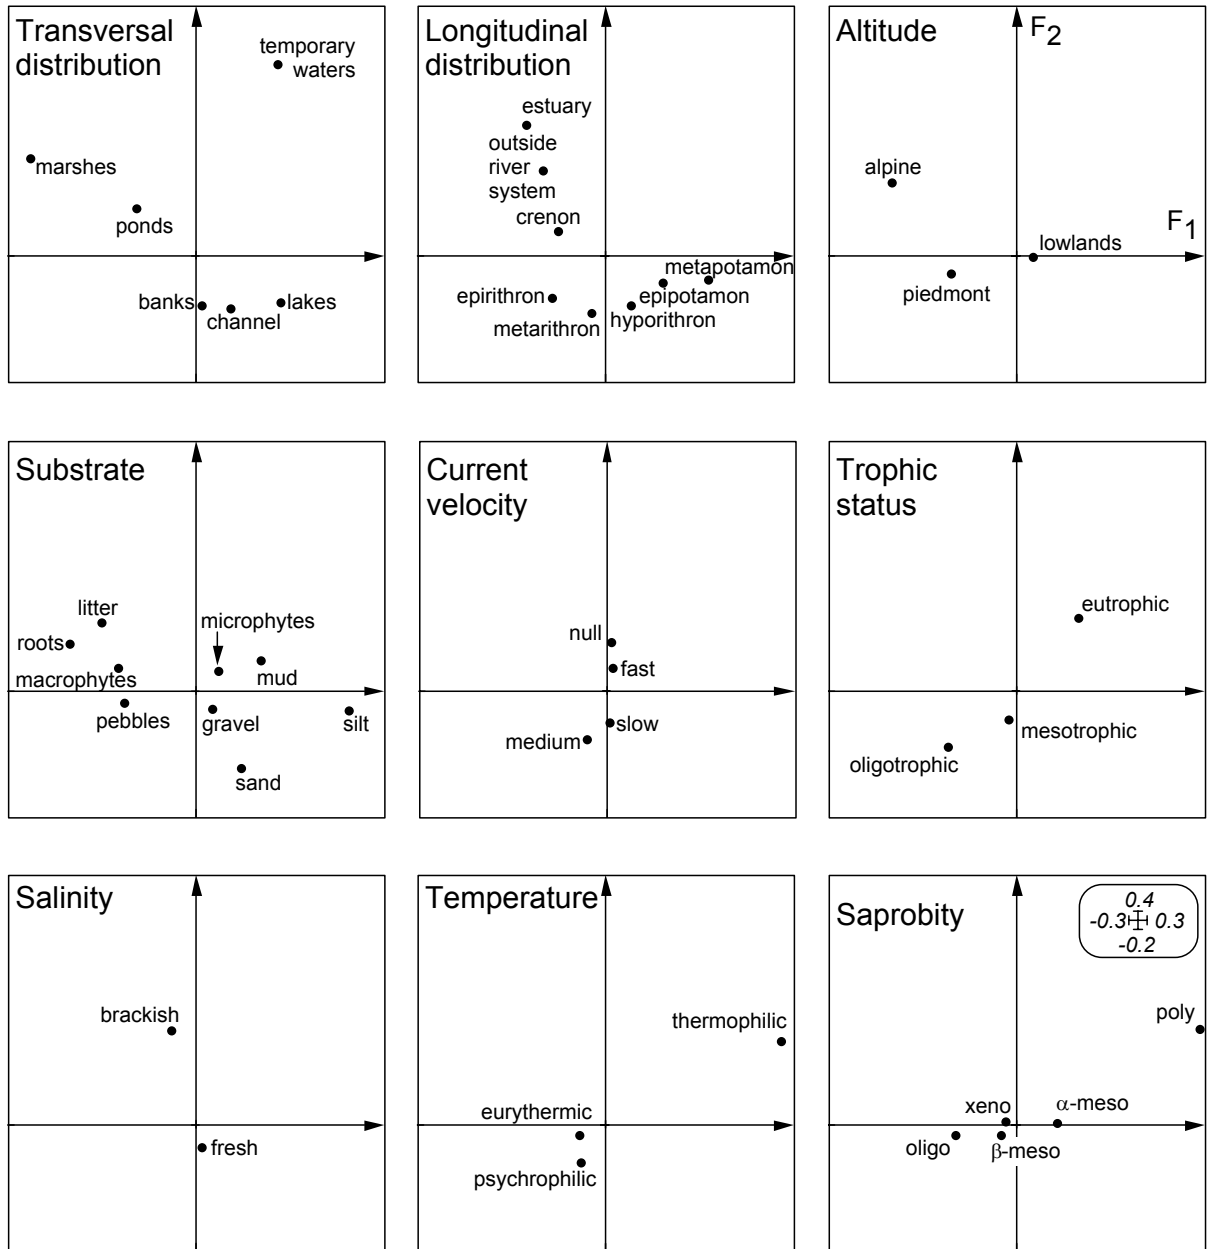 Transversal
distribution
temporary
waters
marshes
ponds
banks
channel
lakes
Longitudinal
distribution
estuary
outside
river
system
crenon
metapotamon
epirithron
epipotamon
metarithron
hyporithron
Altitude
F2
alpine
F1
lowlands
piedmont
Substrate
litter
microphytes
roots
macrophytes
mud
pebbles
gravel
silt
sand
Current
velocity
null
fast
slow
medium
Trophic
status
eutrophic
mesotrophic
oligotrophic
Salinity
brackish
fresh
Temperature
thermophilic
eurythermic
psychrophilic
Saprobity
0.4
-0.3 0.3
-0.2
poly
xeno
α-meso
oligo
β-meso